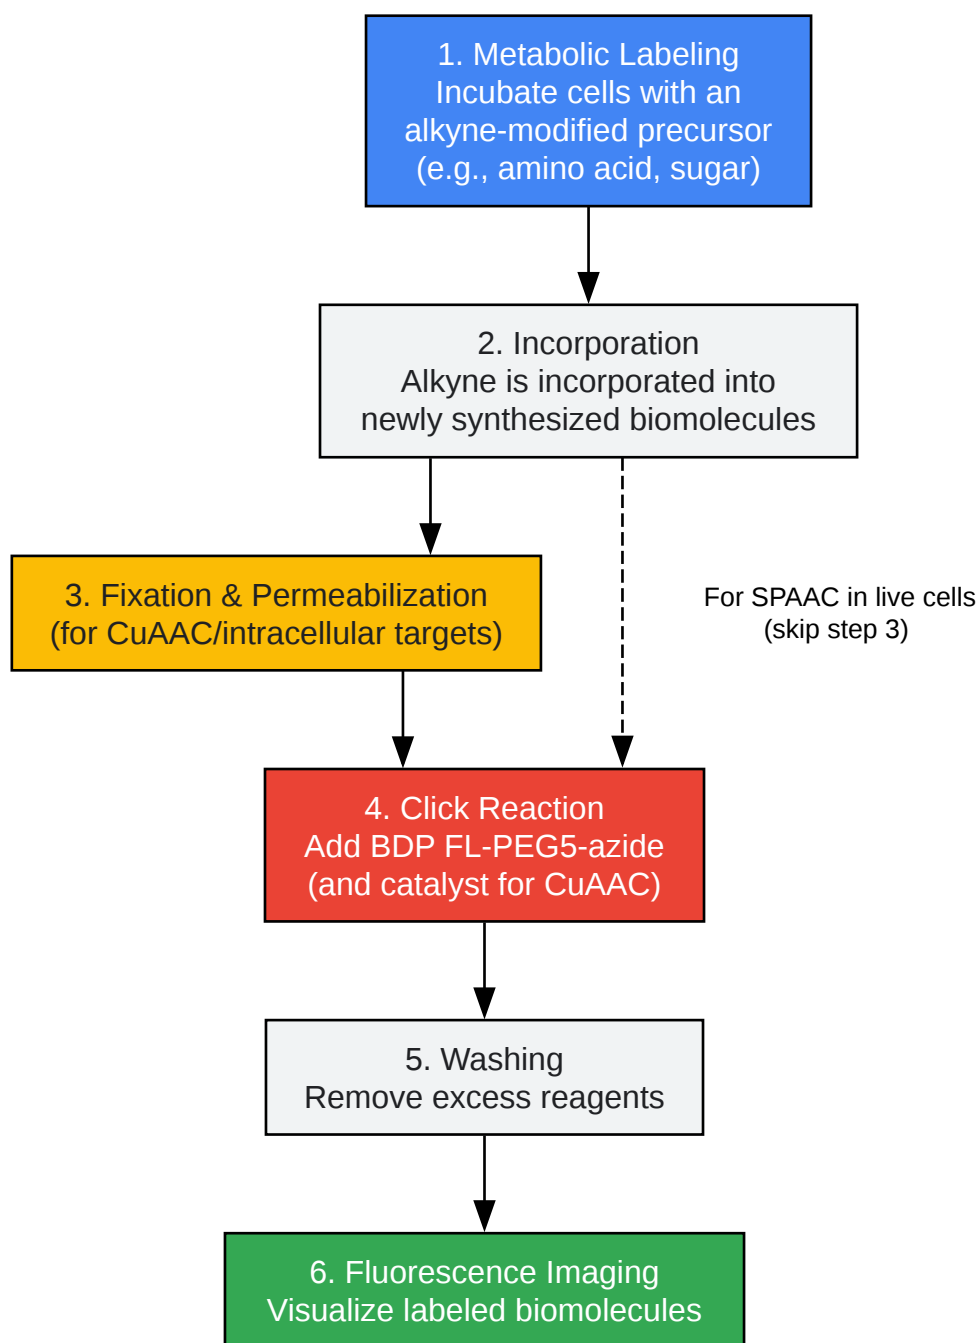 1. Metabolic Labeling
Incubate cells with an
alkyne-modified precursor
(e.g., amino acid, sugar)
2. Incorporation
Alkyne is incorporated into
newly synthesized biomolecules
3. Fixation & Permeabilization
(for CuAAC/intracellular targets)
For SPAAC in live cells
(skip step 3)
4. Click Reaction
Add BDP FL-PEG5-azide
(and catalyst for CuAAC)
5. Washing
Remove excess reagents
6. Fluorescence Imaging
Visualize labeled biomolecules